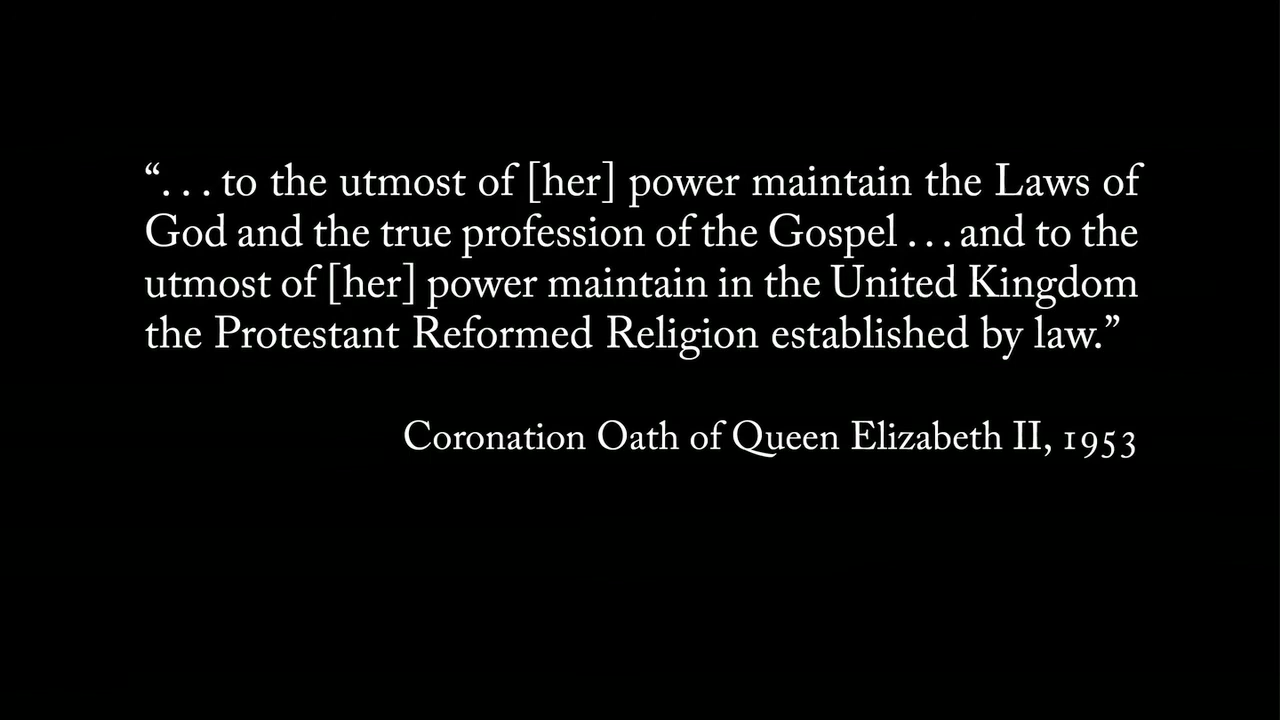 “. . . to the utmost of [her] power maintain the Laws of
God and the true profession of the Gospel . . . and to the
utmost of [her] power maintain in the United Kingdom
the Protestant Reformed Religion established by law.”
Coronation Oath of Queen Elizabeth II, 1953